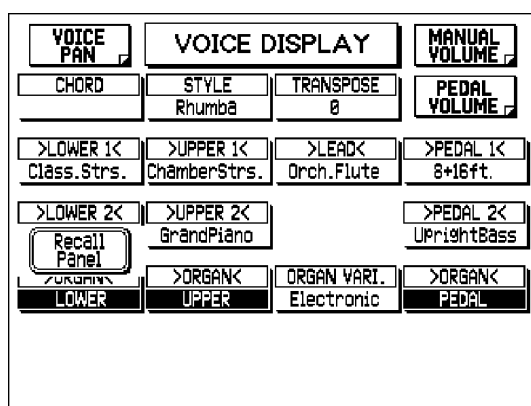 VOICE PAN
VOICE DISPLAY
MANUAL VOLUME
CHORD
STYLE
Rhumba
TRANSPOSE
0
PEDAL VOLUME
>LOWER 1<
Class.Strs.
>UPPER 1<
ChamberStrs.
>LEAD<
Orch.Flute
>PEDAL 1<
8+16ft.
>LOWER 2<
Recall Panel
>UPPER 2<
GrandPiano
>PEDAL 2<
UprightBass
>ORGAN<
LOWER
>ORGAN<
UPPER
ORGAN VARI.
Electronic
>ORGAN<
PEDAL